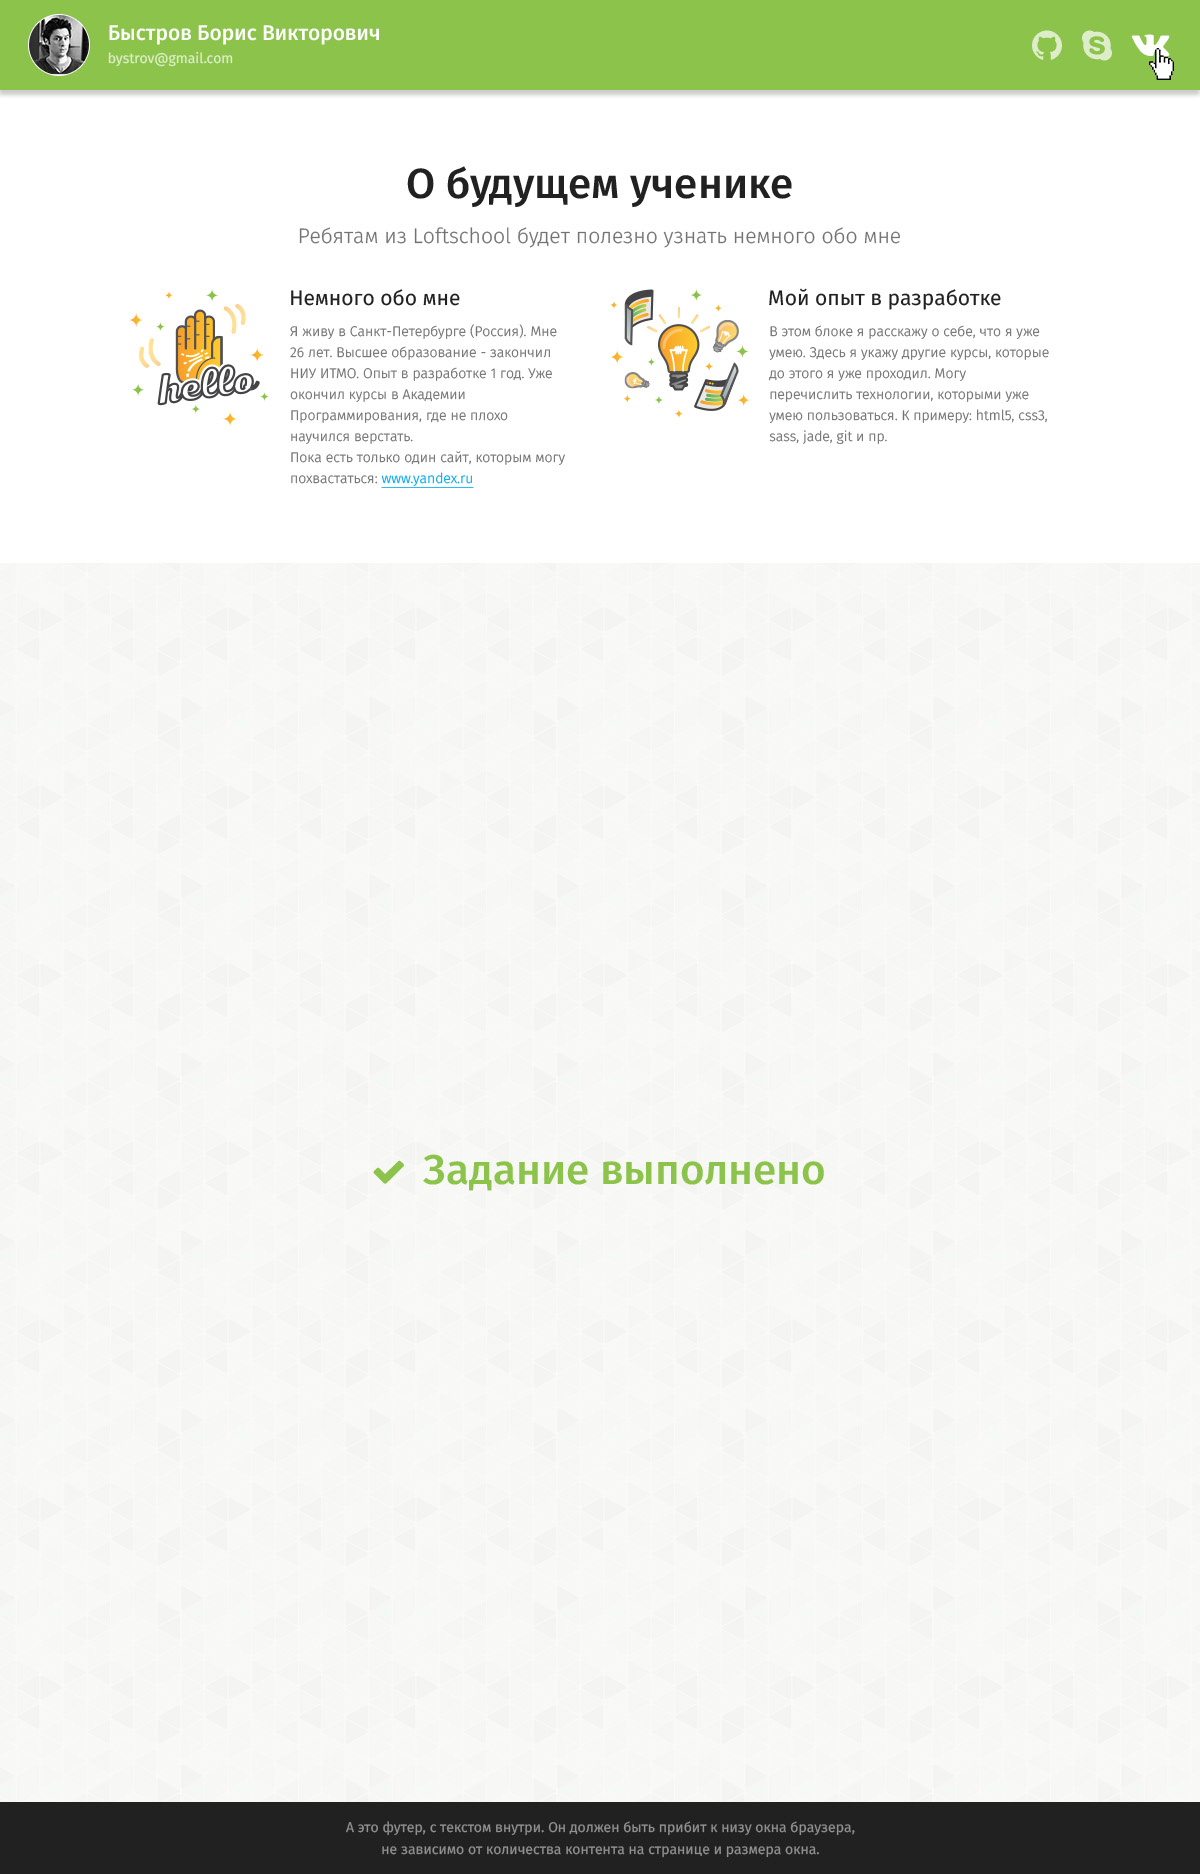 Быстров Борис Викторович
bystrov@gmail.com
О будущем ученике
Ребятам из Loftschool будет полезно узнать немного обо мне
hello
Немного обо мне
Я живу в Санкт-Петербурге (Россия). Мне
26 лет. Высшее образование - закончил
НИУ ИТМО. Опыт в разработке 1 год. Уже
окончил курсы в Академии
Программирования, где не плохо
научился верстать.
Пока есть только один сайт, которым могу
похвастаться: www.yandex.ru
Мой опыт в разработке
В этом блоке я расскажу о себе, что я уже
умею. Здесь я укажу другие курсы, которые
до этого я уже проходил. Могу
перечислить технологии, которыми уже
умею пользоваться. К примеру: html5, css3,
sass, jade, git и пр.
Задание выполнено
А это футер, с текстом внутри. Он должен быть прибит к низу окна браузера,
не зависимо от количества контента на странице и размера окна.